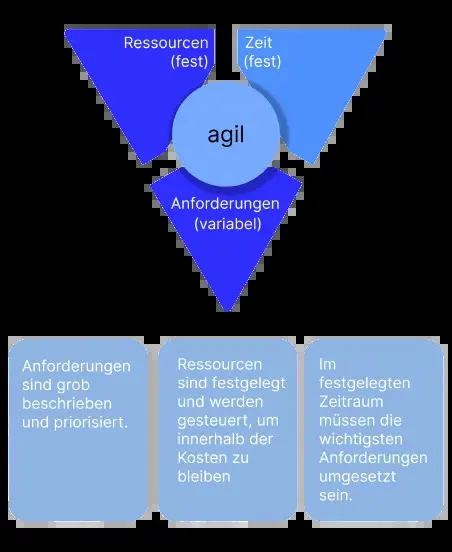 Ressourcen
(fest)
Zeit
(fest)
agil
Anforderungen
(variabel)
Anforderungen
sind grob
beschrieben
und priorisiert.
Ressourcen
sind festgelegt
und werden
gesteuert, um
innerhalb der
Kosten zu
bleiben
Im
festgelegten
Zeitraum
müssen die
wichtigsten
Anforderungen
umgesetzt
sein.